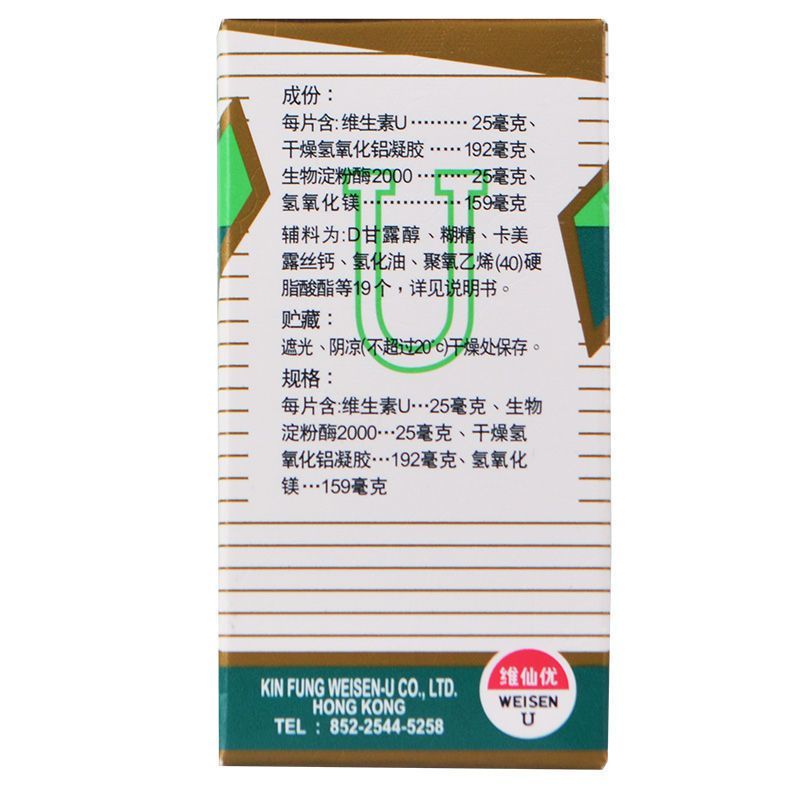 成份：
每片含:维生素U………25毫克、
干燥氢氧化铝凝胶……192毫克、
生物淀粉酶2000………25毫克、
氢氧化镁……………159毫克
辅料为:D甘露醇、糊精、卡美
露丝钙、氢化油、聚氧乙烯(40)硬
脂酸酯等19个，详见说明书。
贮藏：
遮光、阴凉(不超过20°c)干燥处保存。
规格：
每片含:维生素U…25毫克、生物
淀粉酶2000…25毫克、干燥氢
氧化铝凝胶…192毫克、氢氧化
镁…159毫克
U
KIN FUNG WEISEN-U CO., LTD.
HONG KONG
TEL : 852-2544-5258
维仙优
WEISEN
U